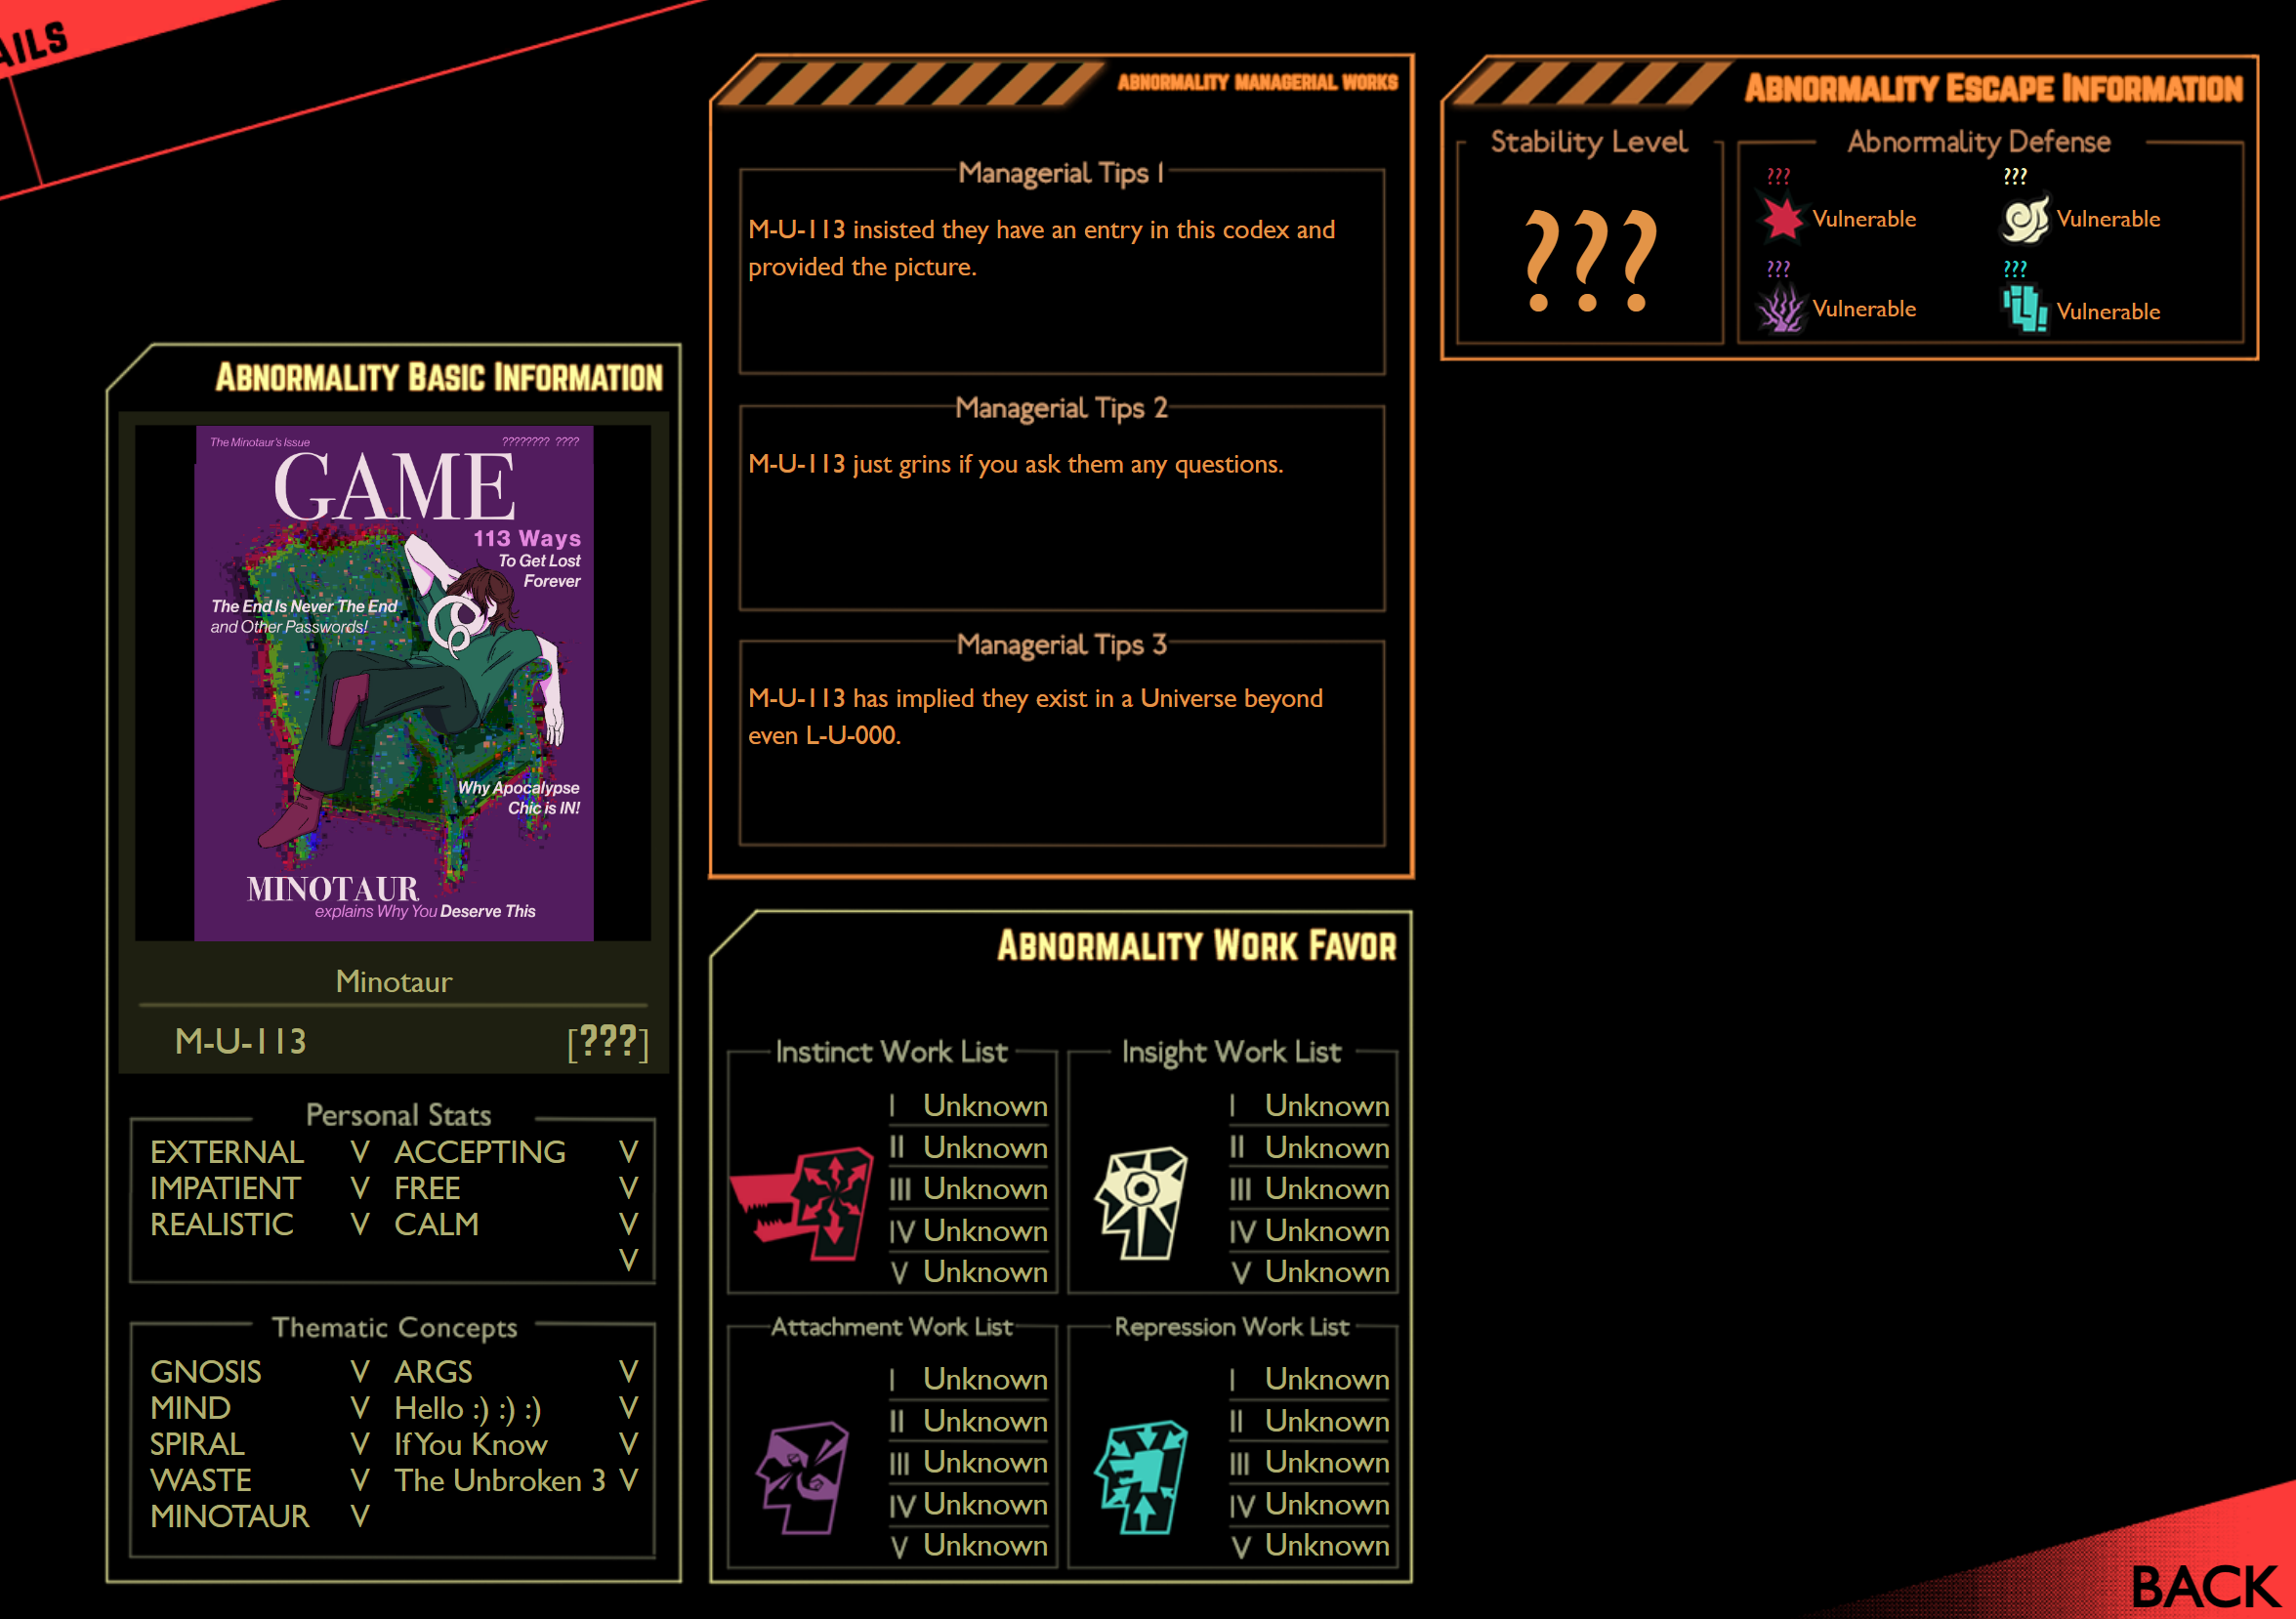 AILS
ABNORMALITY BASIC INFORMATION
The Minotaur's Issue
???????? ????
GAME
113 Ways
To Get Lost
Forever
The End Is Never The End
and Other Passwords!
Why Apocalypse
Chic is IN!
MINOTAUR
explains Why You Deserve This
Minotaur
M-U-113 [???]
Personal Stats
EXTERNAL V ACCEPTING V
IMPATIENT V FREE V
REALISTIC V CALM V
V
Thematic Concepts
GNOSIS V ARGS V
MIND V Hello :) :) :) V
SPIRAL V If You Know V
WASTE V The Unbroken 3 V
MINOTAUR V
ABNORMALITY MANAGERIAL WORKS
Managerial Tips 1
M-U-113 insisted they have an entry in this codex and
provided the picture.
Managerial Tips 2
M-U-113 just grins if you ask them any questions.
Managerial Tips 3
M-U-113 has implied they exist in a Universe beyond
even L-U-000.
ABNORMALITY WORK FAVOR
Instinct Work List
I Unknown
II Unknown
III Unknown
IV Unknown
V Unknown
Insight Work List
I Unknown
II Unknown
III Unknown
IV Unknown
V Unknown
Attachment Work List
I Unknown
II Unknown
III Unknown
IV Unknown
V Unknown
Repression Work List
I Unknown
II Unknown
III Unknown
IV Unknown
V Unknown
ABNORMALITY ESCAPE INFORMATION
Stability Level
???
Abnormality Defense
??? ???
Vulnerable Vulnerable
??? ???
Vulnerable Vulnerable
BACK